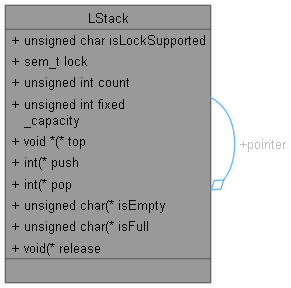 LStack
+ unsigned char isLockSupported
+ sem_t lock
+ unsigned int count
+ unsigned int fixed
_capacity
+ void *(* top
+ int(* push
+ int(* pop
+ unsigned char(* isEmpty
+ unsigned char(* isFull
+ void(* release
+pointer